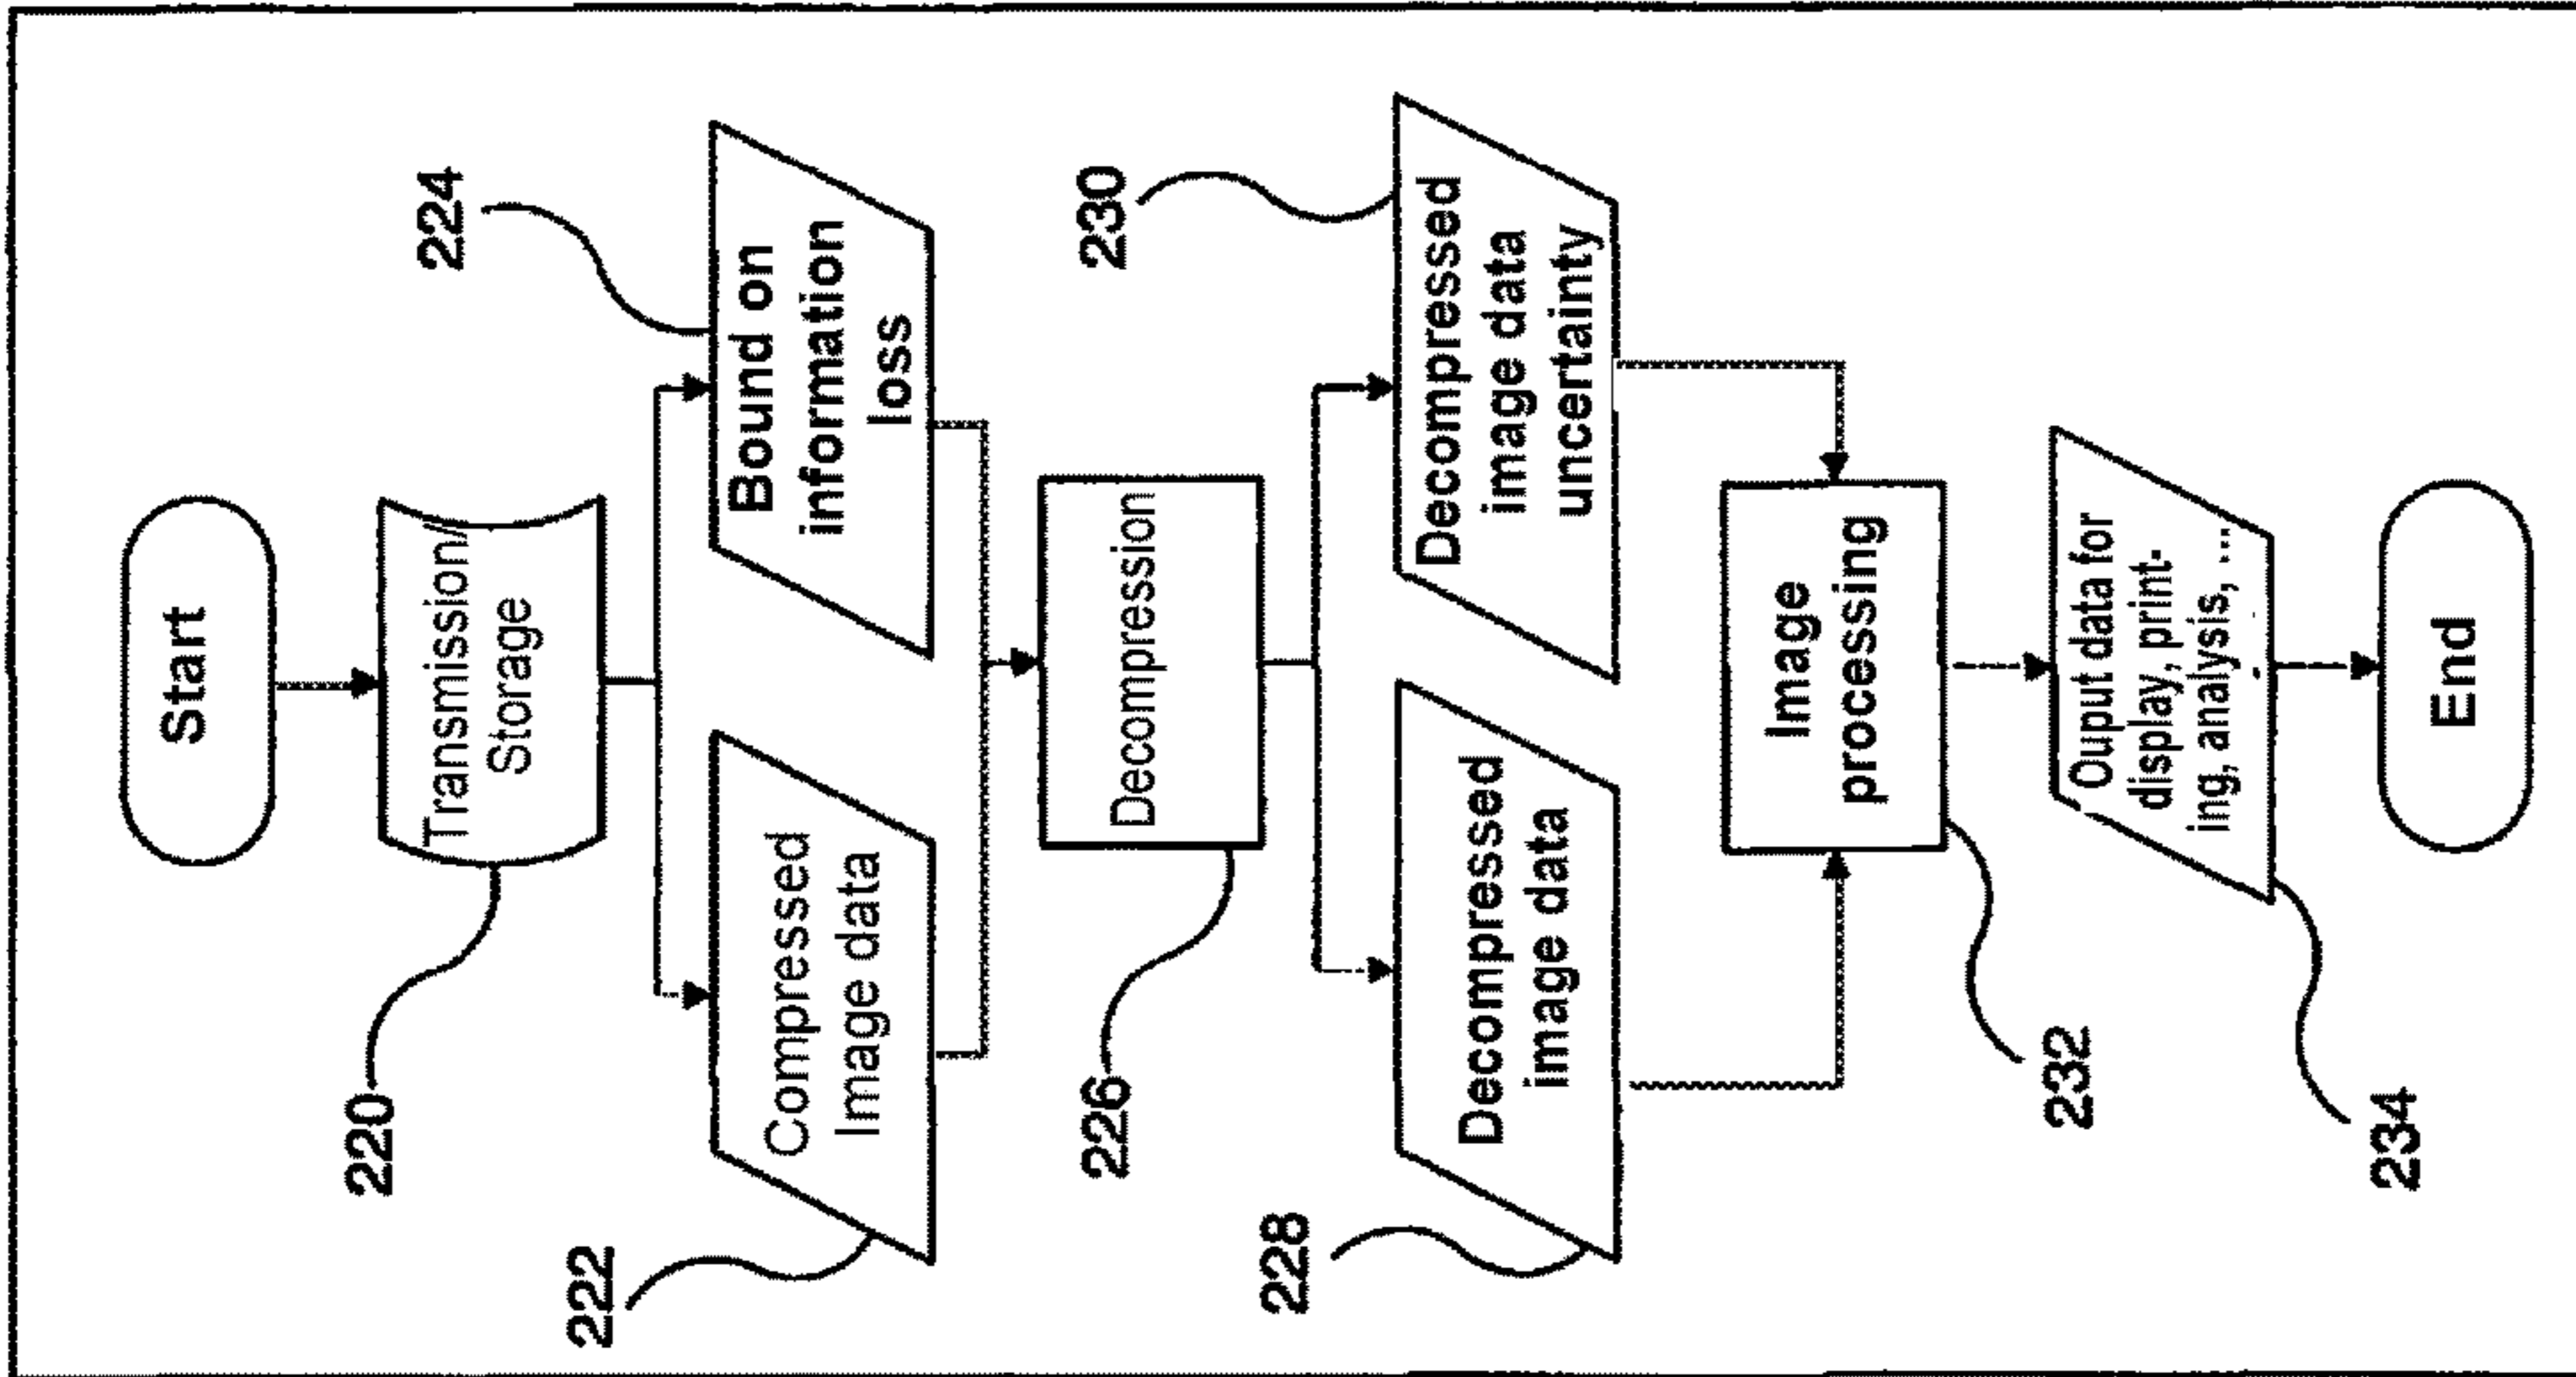 Start
220
Transmission/
Storage
222
Compressed
Image data
224
Bound on
information
loss
226
Decompression
228
Decompressed
image data
230
Decompressed
image data
uncertainty
232
Image
processing
234
Ouput data for
display, print-
ing, analysis, ...
End